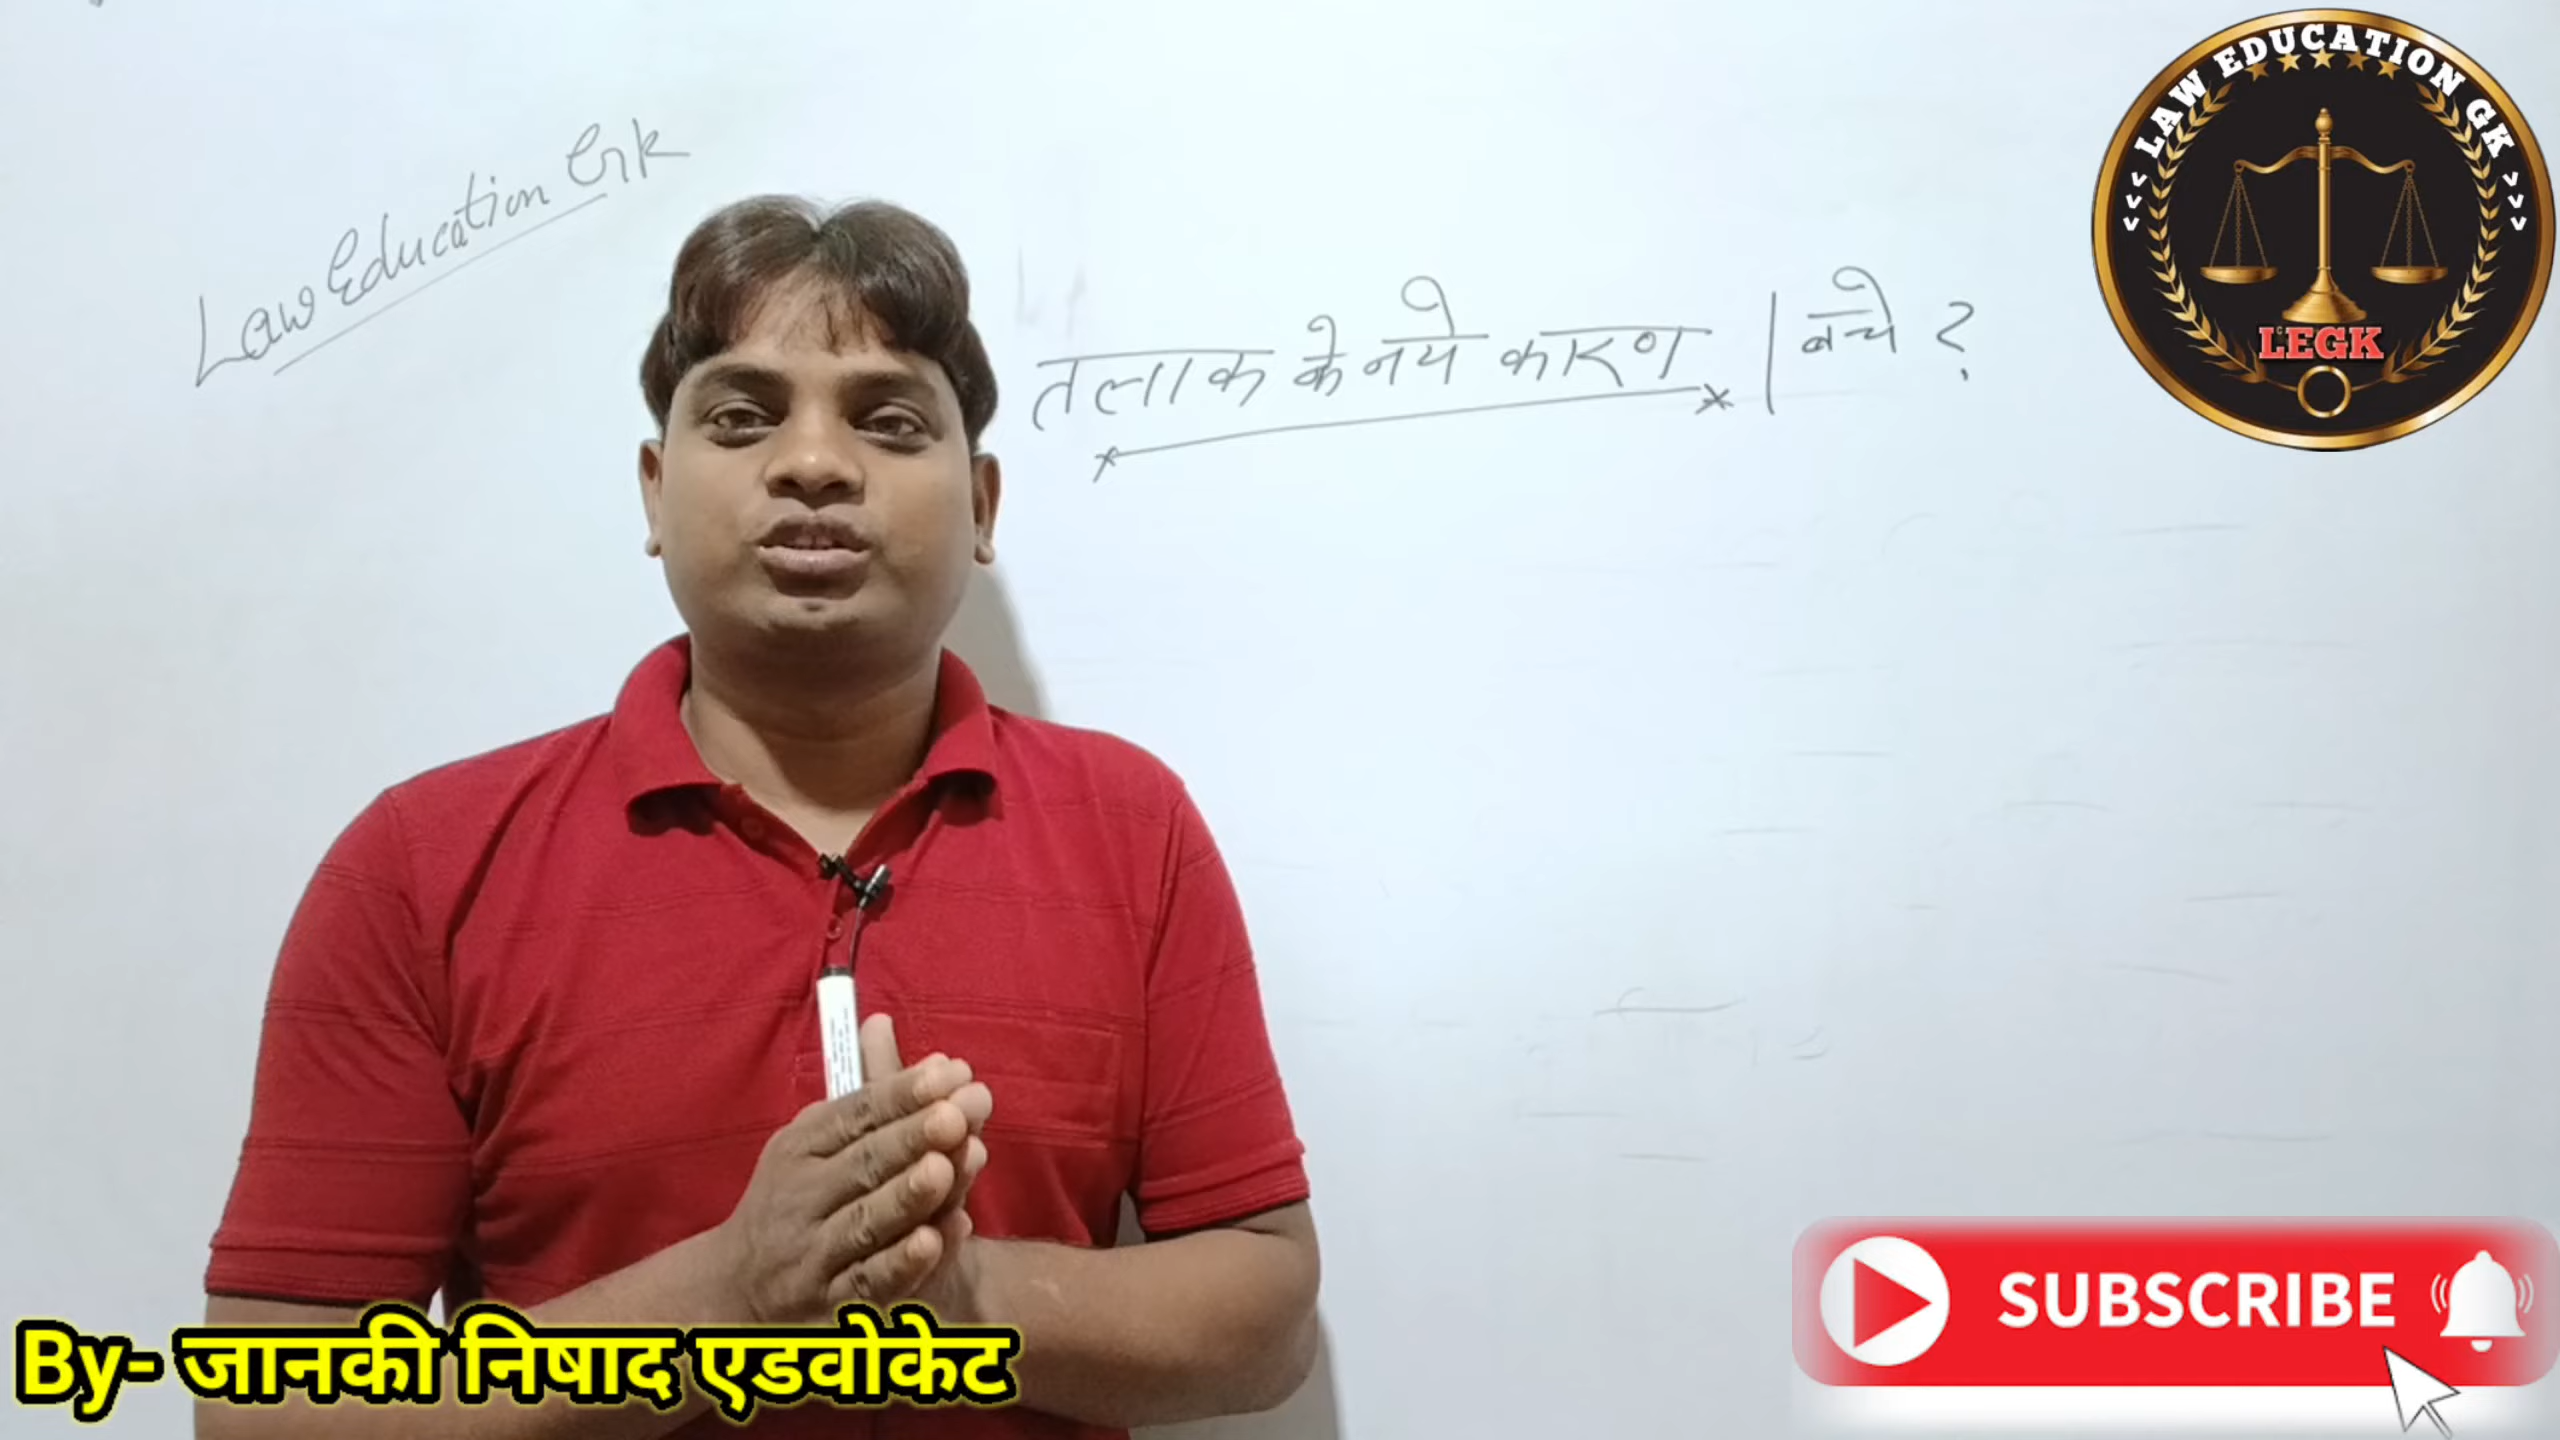 LAW EDUCATION GK
LEGK
Law Education GK
तलाक के नये कारण | बच्चे ?
SUBSCRIBE
By- जानकी निषाद एडवोकेट